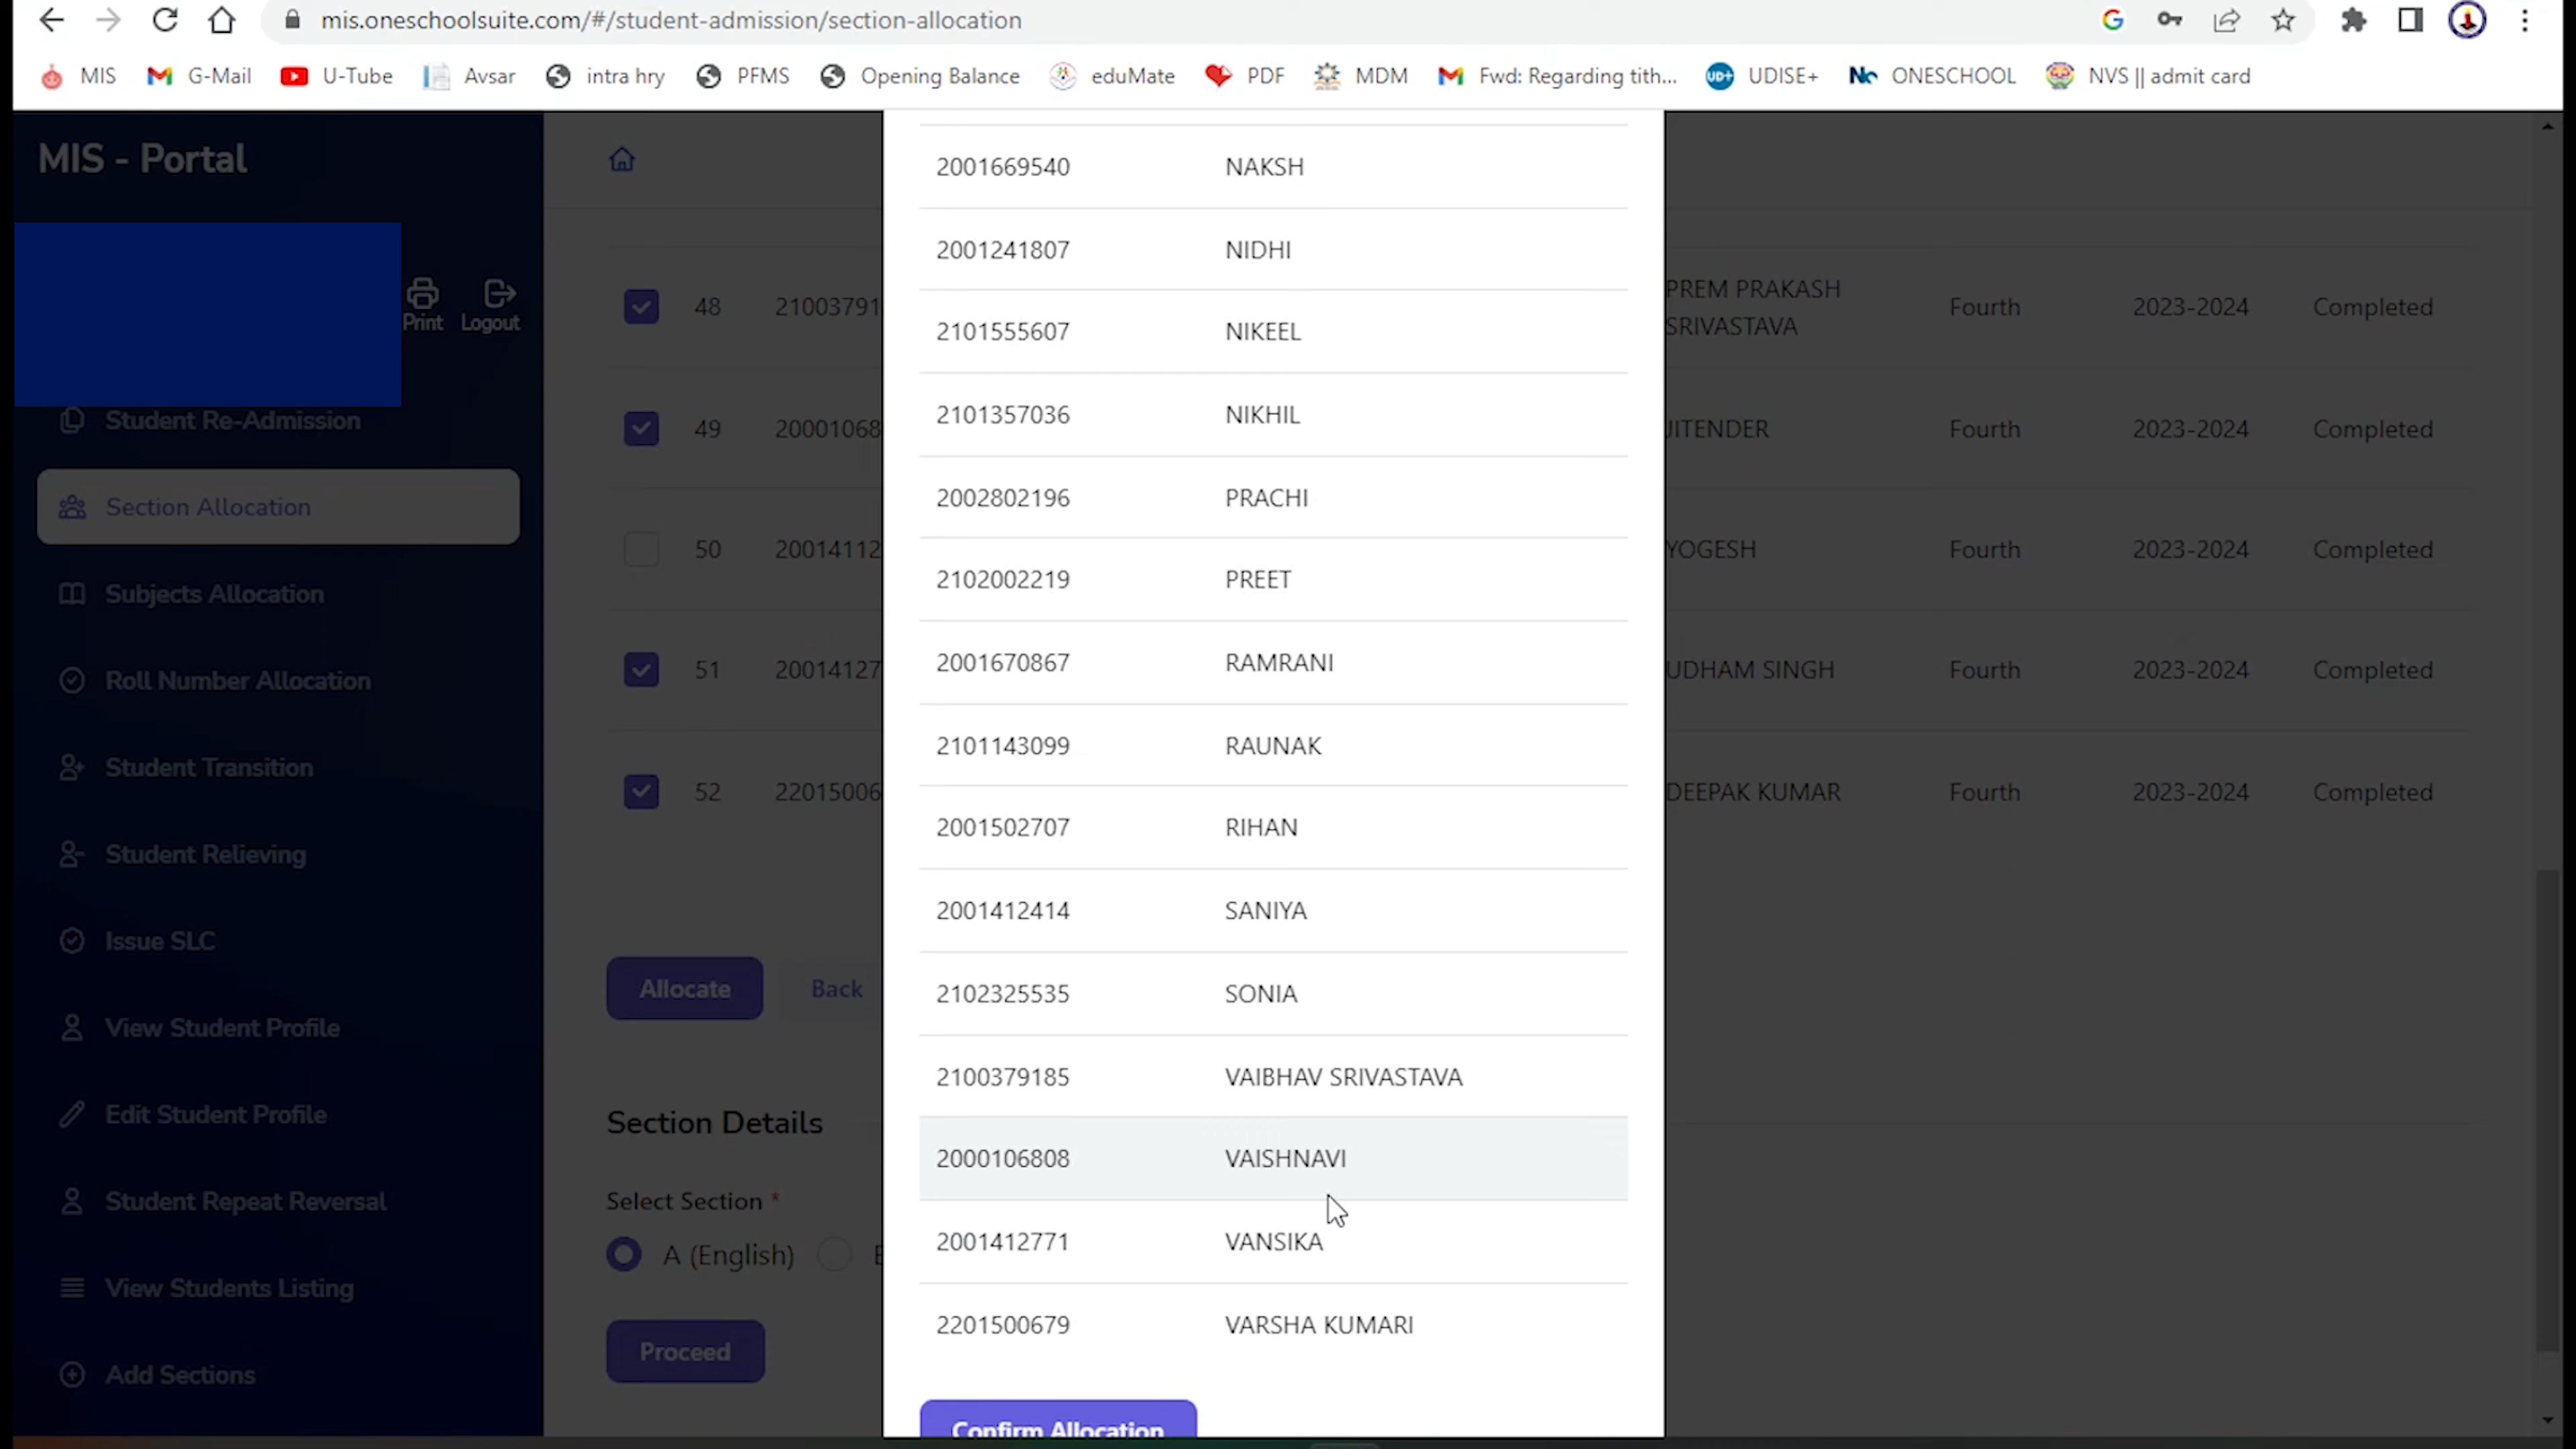 mis.oneschoolsuite.com/#/student-admission/section-allocation
MIS G-Mail U-Tube Avsar intra hry PFMS Opening Balance eduMate PDF MDM Fwd: Regarding tith... UDISE+ ONESCHOOL NVS || admit card
MIS - Portal
Print Logout
Student Re-Admission
Section Allocation
Subjects Allocation
Roll Number Allocation
Student Transition
Student Relieving
Issue SLC
View Student Profile
Edit Student Profile
Student Repeat Reversal
View Students Listing
Add Sections
48 21003791
49 20001068
50 20014112
51 20014127
52 22015006
Allocate Back
Section Details
Select Section *
A (English)
Proceed
2001669540 NAKSH
2001241807 NIDHI
2101555607 NIKEEL
2101357036 NIKHIL
2002802196 PRACHI
2102002219 PREET
2001670867 RAMRANI
2101143099 RAUNAK
2001502707 RIHAN
2001412414 SANIYA
2102325535 SONIA
2100379185 VAIBHAV SRIVASTAVA
2000106808 VAISHNAVI
2001412771 VANSIKA
2201500679 VARSHA KUMARI
Confirm Allocation
PREM PRAKASH
SRIVASTAVA Fourth 2023-2024 Completed
JITENDER Fourth 2023-2024 Completed
YOGESH Fourth 2023-2024 Completed
UDHAM SINGH Fourth 2023-2024 Completed
DEEPAK KUMAR Fourth 2023-2024 Completed